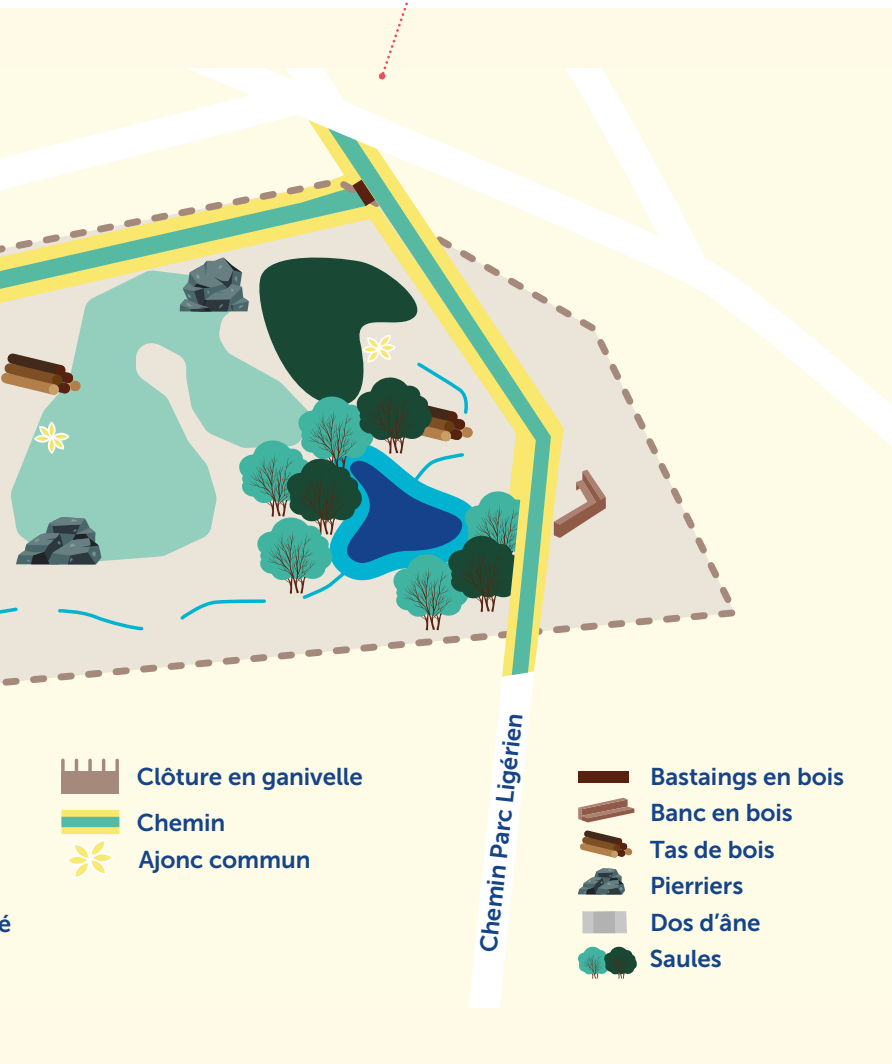 Clôture en ganivelle
Chemin
Ajonc commun
é
Chemin Parc Ligérien
Bastaings en bois
Banc en bois
Tas de bois
Pierriers
Dos d'âne
Saules